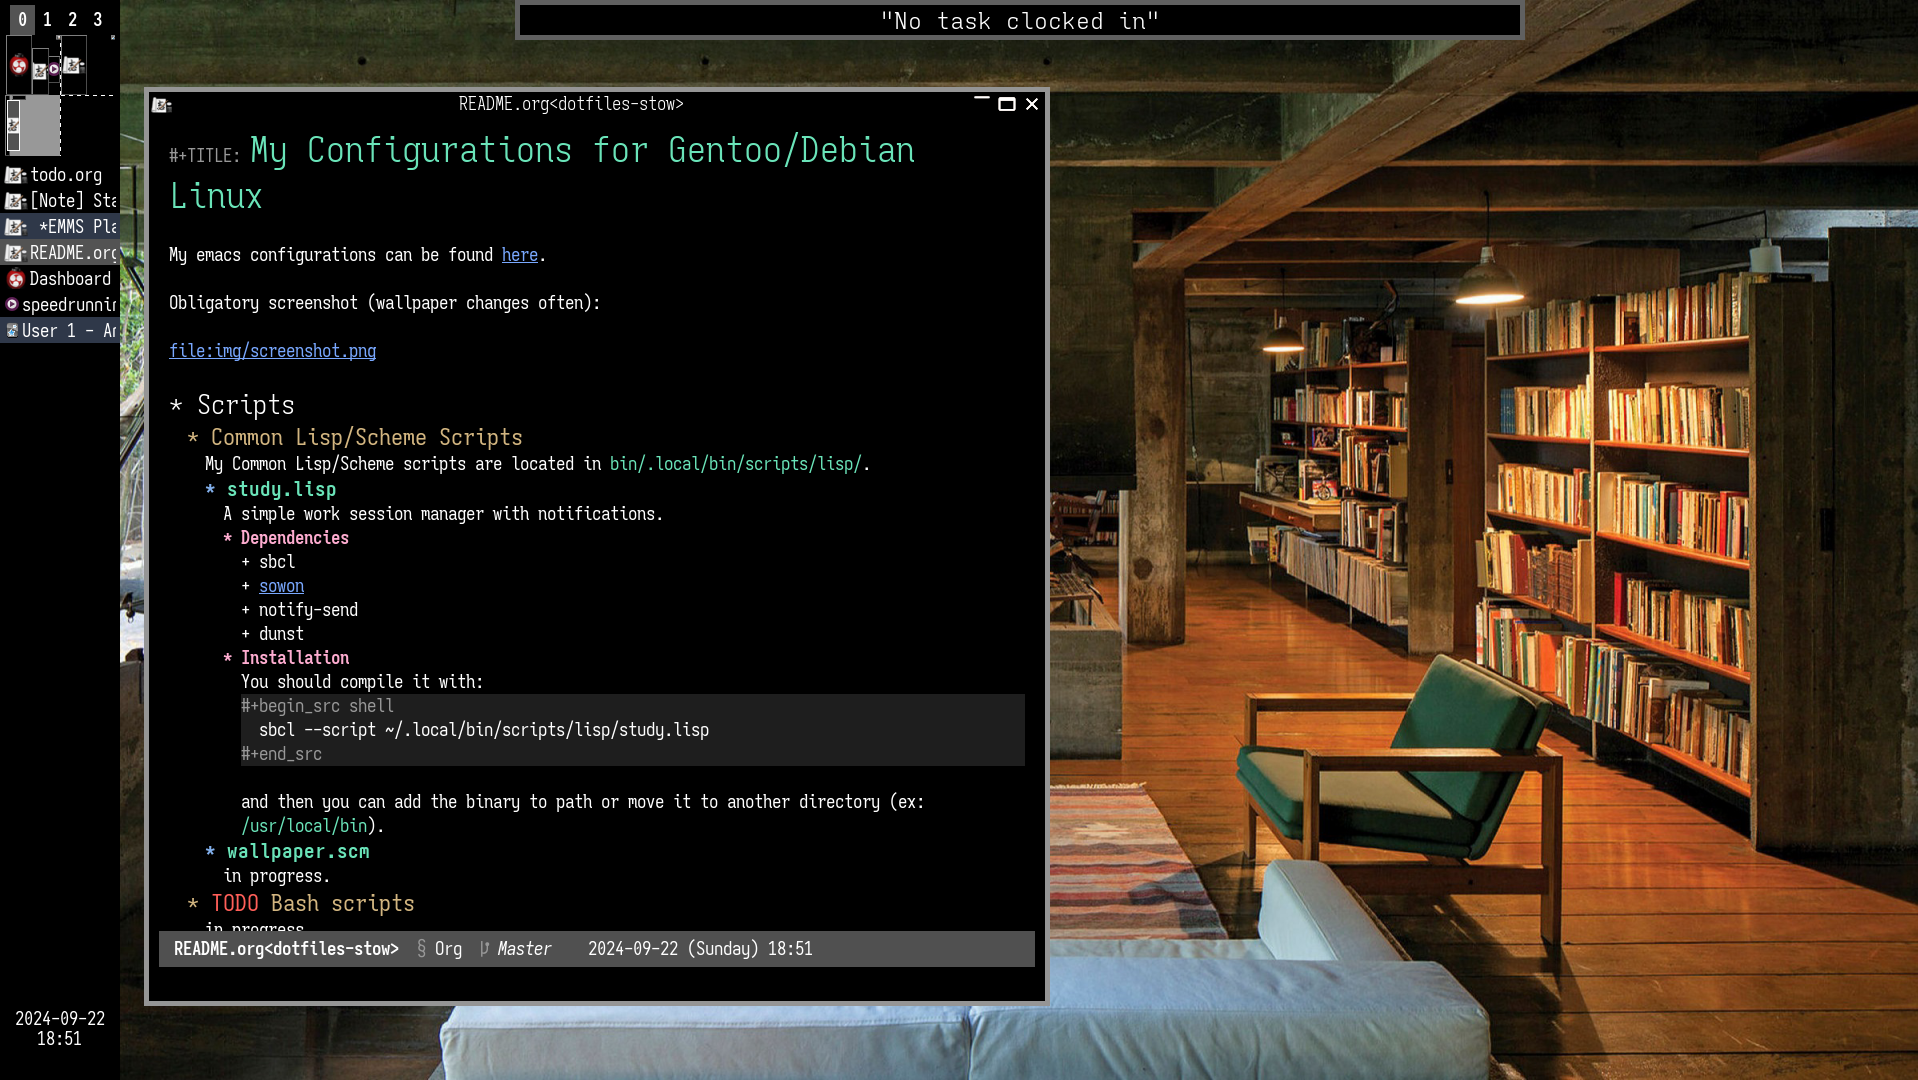 0 1 2 3
"No task clocked in"
todo.org
[Note] Sta
*EMMS Pla
README.org
Dashboard
speedrunnin
User 1 - Ar
2024-09-22
18:51
README.org<dotfiles-stow>
#+TITLE: My Configurations for Gentoo/Debian
Linux
My emacs configurations can be found here.
Obligatory screenshot (wallpaper changes often):
file:img/screenshot.png
* Scripts
* Common Lisp/Scheme Scripts
My Common Lisp/Scheme scripts are located in bin/.local/bin/scripts/lisp/.
* study.lisp
A simple work session manager with notifications.
* Dependencies
+ sbcl
+ sowon
+ notify-send
+ dunst
* Installation
You should compile it with:
#+begin_src shell
sbcl --script ~/.local/bin/scripts/lisp/study.lisp
#+end_src
and then you can add the binary to path or move it to another directory (ex:
/usr/local/bin).
* wallpaper.scm
in progress.
* TODO Bash scripts
in progress
README.org<dotfiles-stow> § Org Master 2024-09-22 (Sunday) 18:51